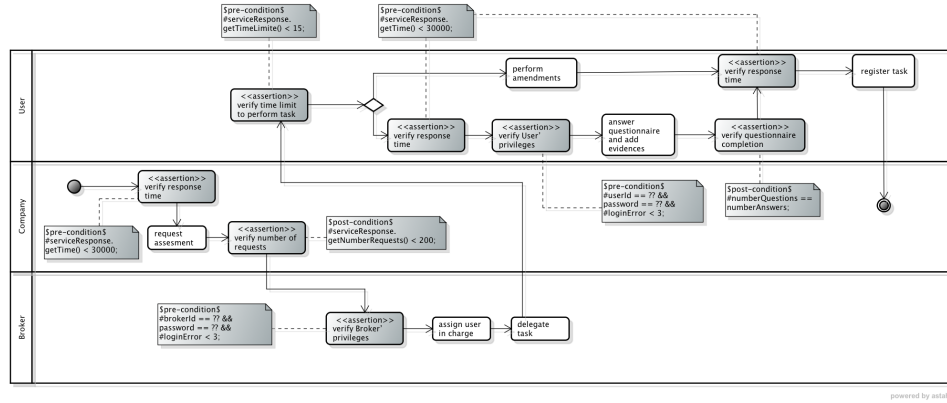 $pre-condition$
#serviceResponse.
getTimeLimite() < 15;
$pre-condition$
#serviceResponse.
getTime() < 30000;
User
<<assertion>>
verify time limit
to perform task
perform
amendments
<<assertion>>
verify response
time
register task
<<assertion>>
verify response
time
<<assertion>>
verify User'
privileges
answer
questionnaire
and add
evidences
<<assertion>>
verify questionnaire
completion
Company
<<assertion>>
verify response
time
$pre-condition$
#serviceResponse.
getTime() < 30000;
request
assesment
<<assertion>>
verify number of
requests
$post-condition$
#serviceResponse.
getNumberRequests() < 200;
$pre-condition$
#userId == ?? &&
password == ?? &&
#loginError < 3;
$post-condition$
#numberQuestions ==
numberAnswers;
Broker
$pre-condition$
#brokerId == ?? &&
password == ?? &&
#loginError < 3;
<<assertion>>
verify Broker'
privileges
assign user
in charge
delegate
task
powered by astah